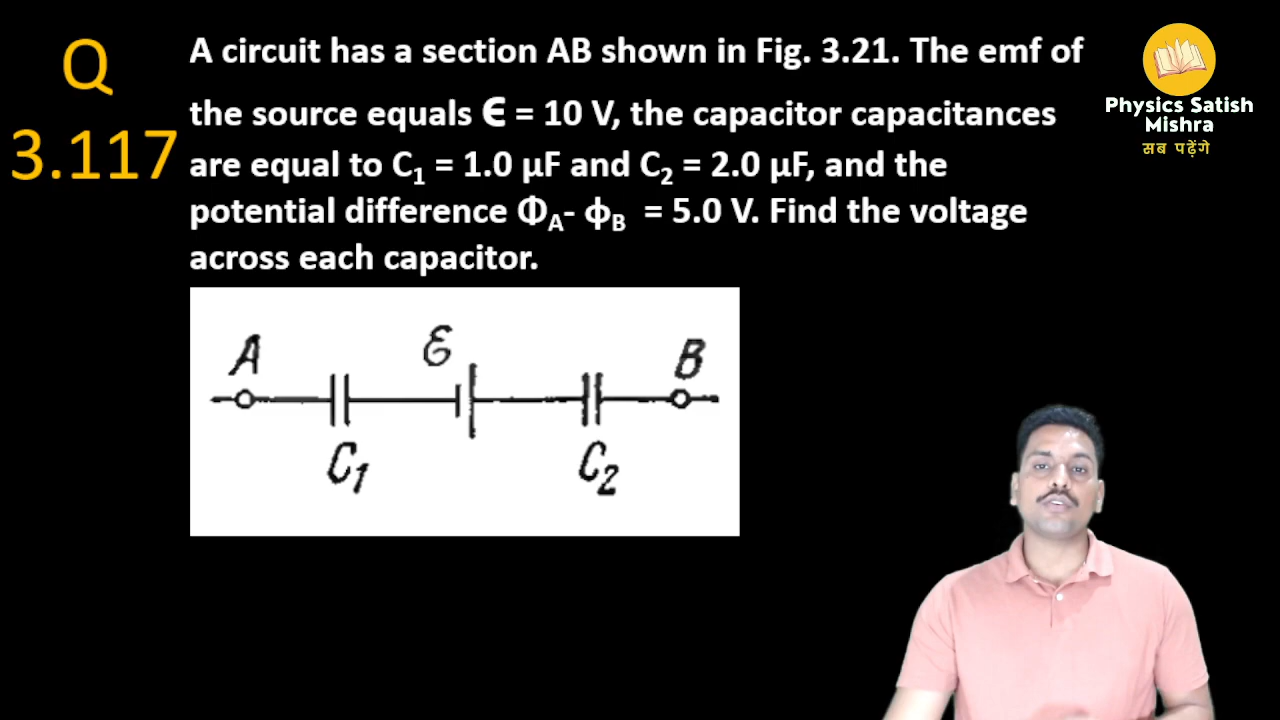 Q
3.117
A circuit has a section AB shown in Fig. 3.21. The emf of
the source equals ϵ = 10 V, the capacitor capacitances
are equal to C₁ = 1.0 μF and C₂ = 2.0 μF, and the
potential difference Φ_A- ϕ_B = 5.0 V. Find the voltage
across each capacitor.
Physics Satish
Mishra
सब पढ़ेंगे
A
ℰ
B
C₁
C₂